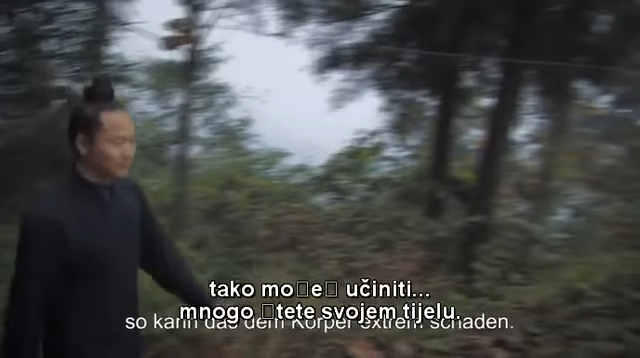 tako mo□e□ učiniti...
mnogo □tete svojem tijelu.
so kann das dem Körper extrem schaden.